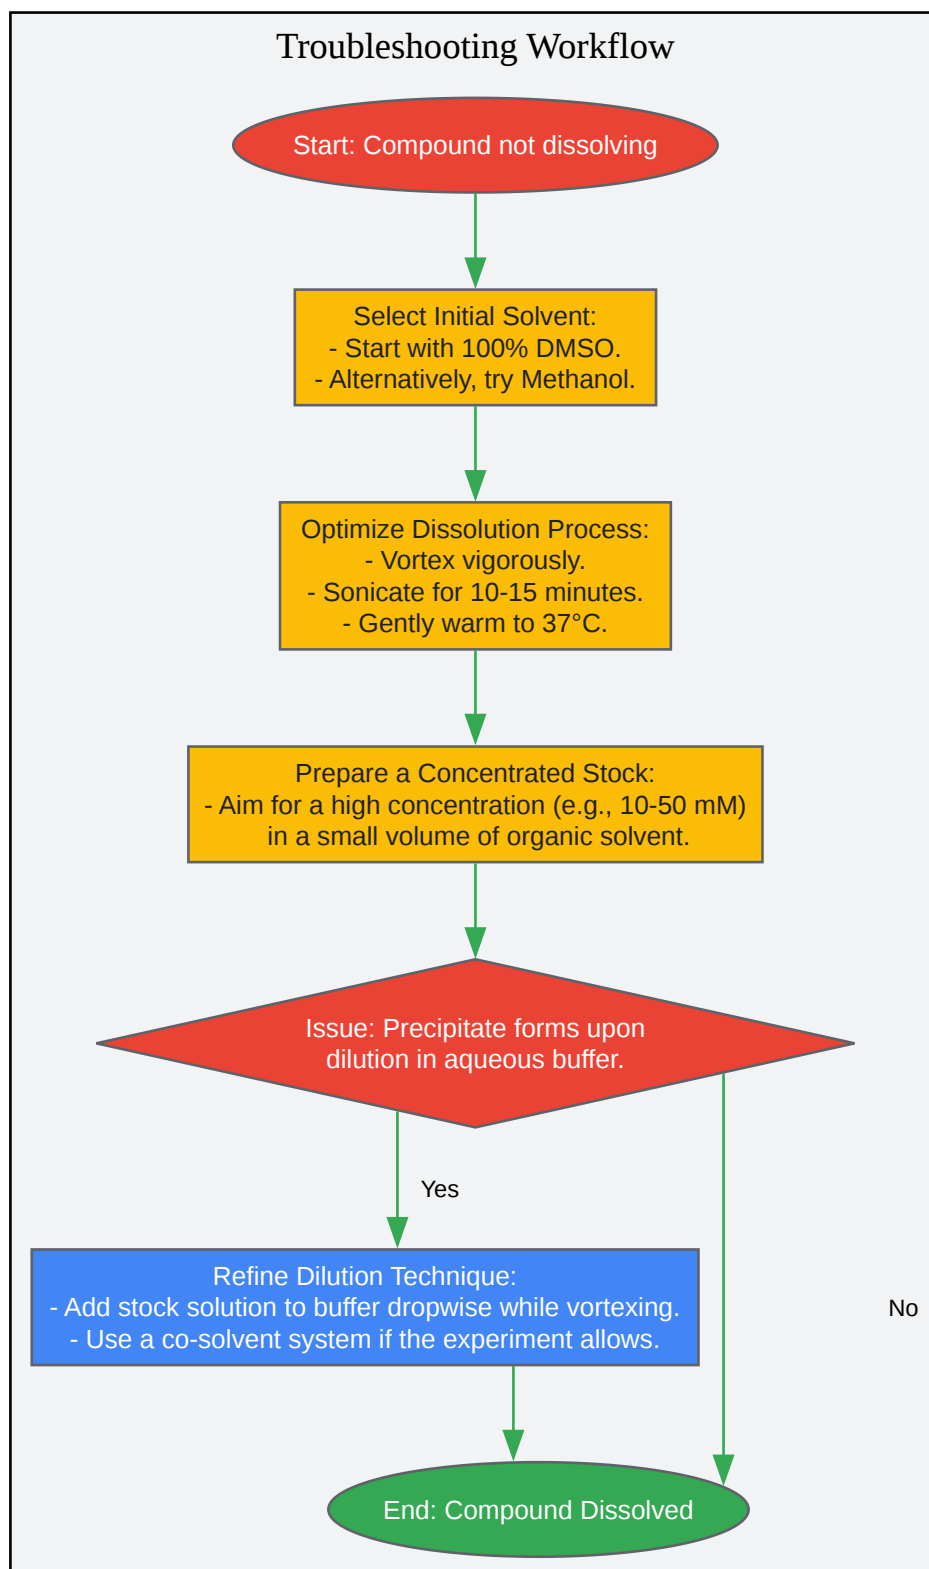 Troubleshooting Workflow
Start: Compound not dissolving
Select Initial Solvent:
- Start with 100% DMSO.
- Alternatively, try Methanol.
Optimize Dissolution Process:
- Vortex vigorously.
- Sonicate for 10-15 minutes.
- Gently warm to 37°C.
Prepare a Concentrated Stock:
- Aim for a high concentration (e.g., 10-50 mM)
in a small volume of organic solvent.
Issue: Precipitate forms upon
dilution in aqueous buffer.
Yes
Refine Dilution Technique:
- Add stock solution to buffer dropwise while vortexing.
- Use a co-solvent system if the experiment allows.
No
End: Compound Dissolved